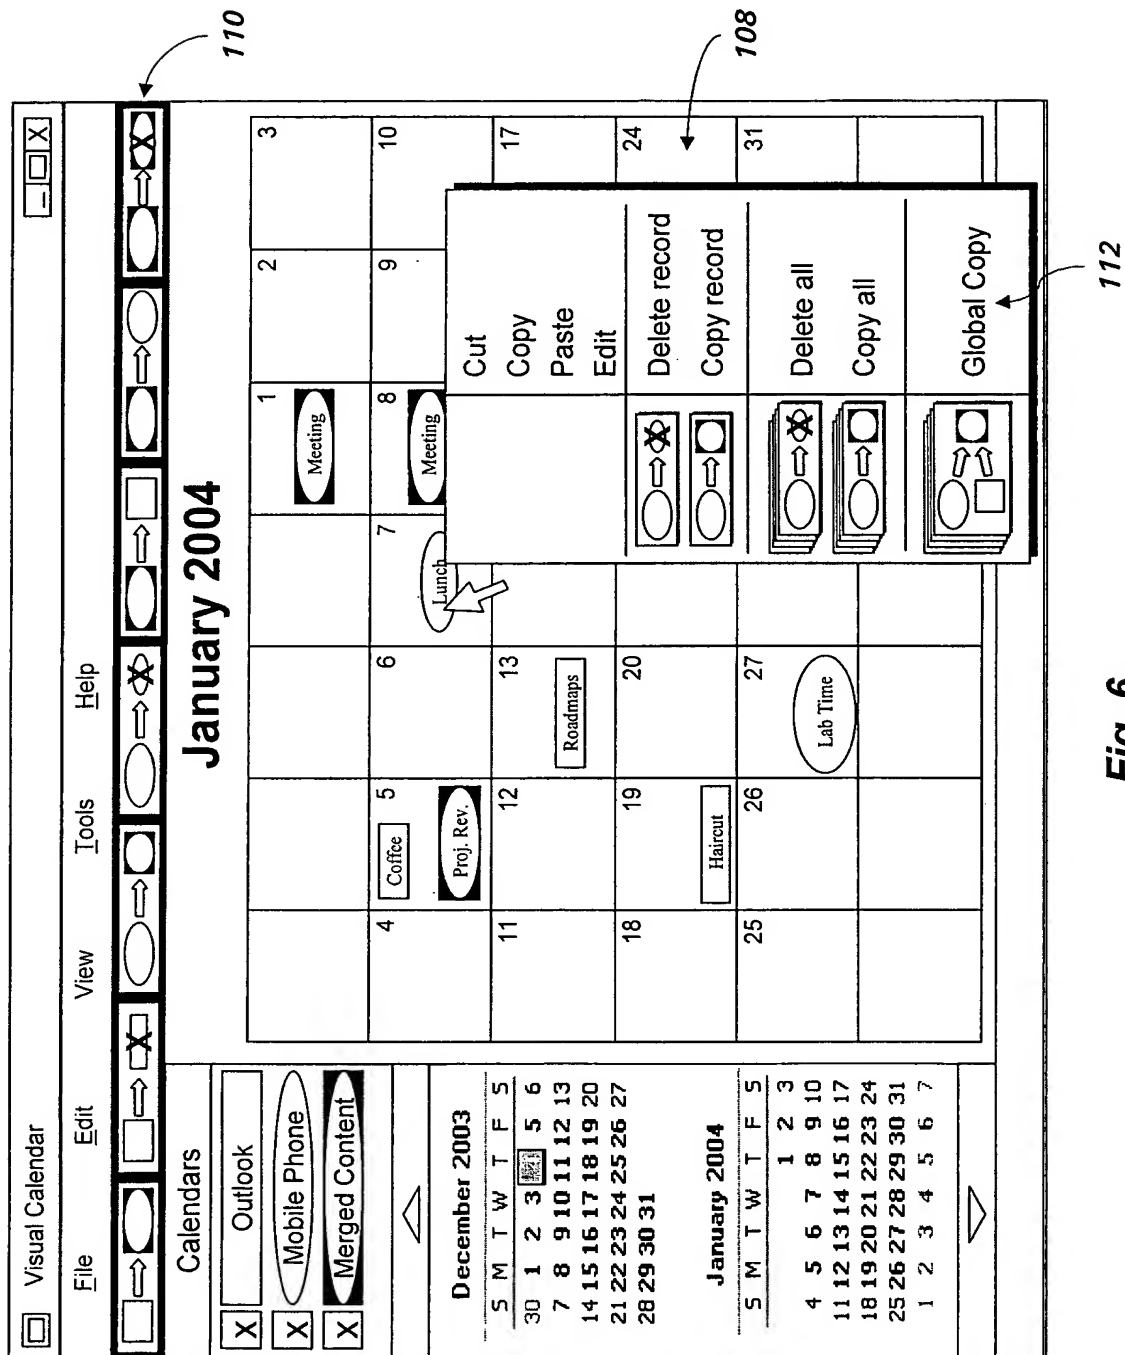 Visual Calendar
_ X
File Edit View Tools Help
X X X
110
Calendars
X Outlook
X Mobile Phone
X Merged Content
December 2003
S M T W T F S
30 1 2 3 5 6
7 8 9 10 11 12 13
14 15 16 17 18 19 20
21 22 23 24 25 26 27
28 29 30 31
January 2004
S M T W T F S
1 2 3
4 5 6 7 8 9 10
11 12 13 14 15 16 17
18 19 20 21 22 23 24
25 26 27 28 29 30 31
1 2 3 4 5 6 7
January 2004
1 2 3
Meeting
4 5 6 7 8 9 10
Coffee
Proj. Rev.
Lunch
Meeting
11 12 13 17
Roadmaps
18 19 20 24
Haircut
25 26 27 31
Lab Time
108
Cut
Copy
Paste
Edit
X Delete record
Copy record
X Delete all
Copy all
Global Copy
112
Fig. 6